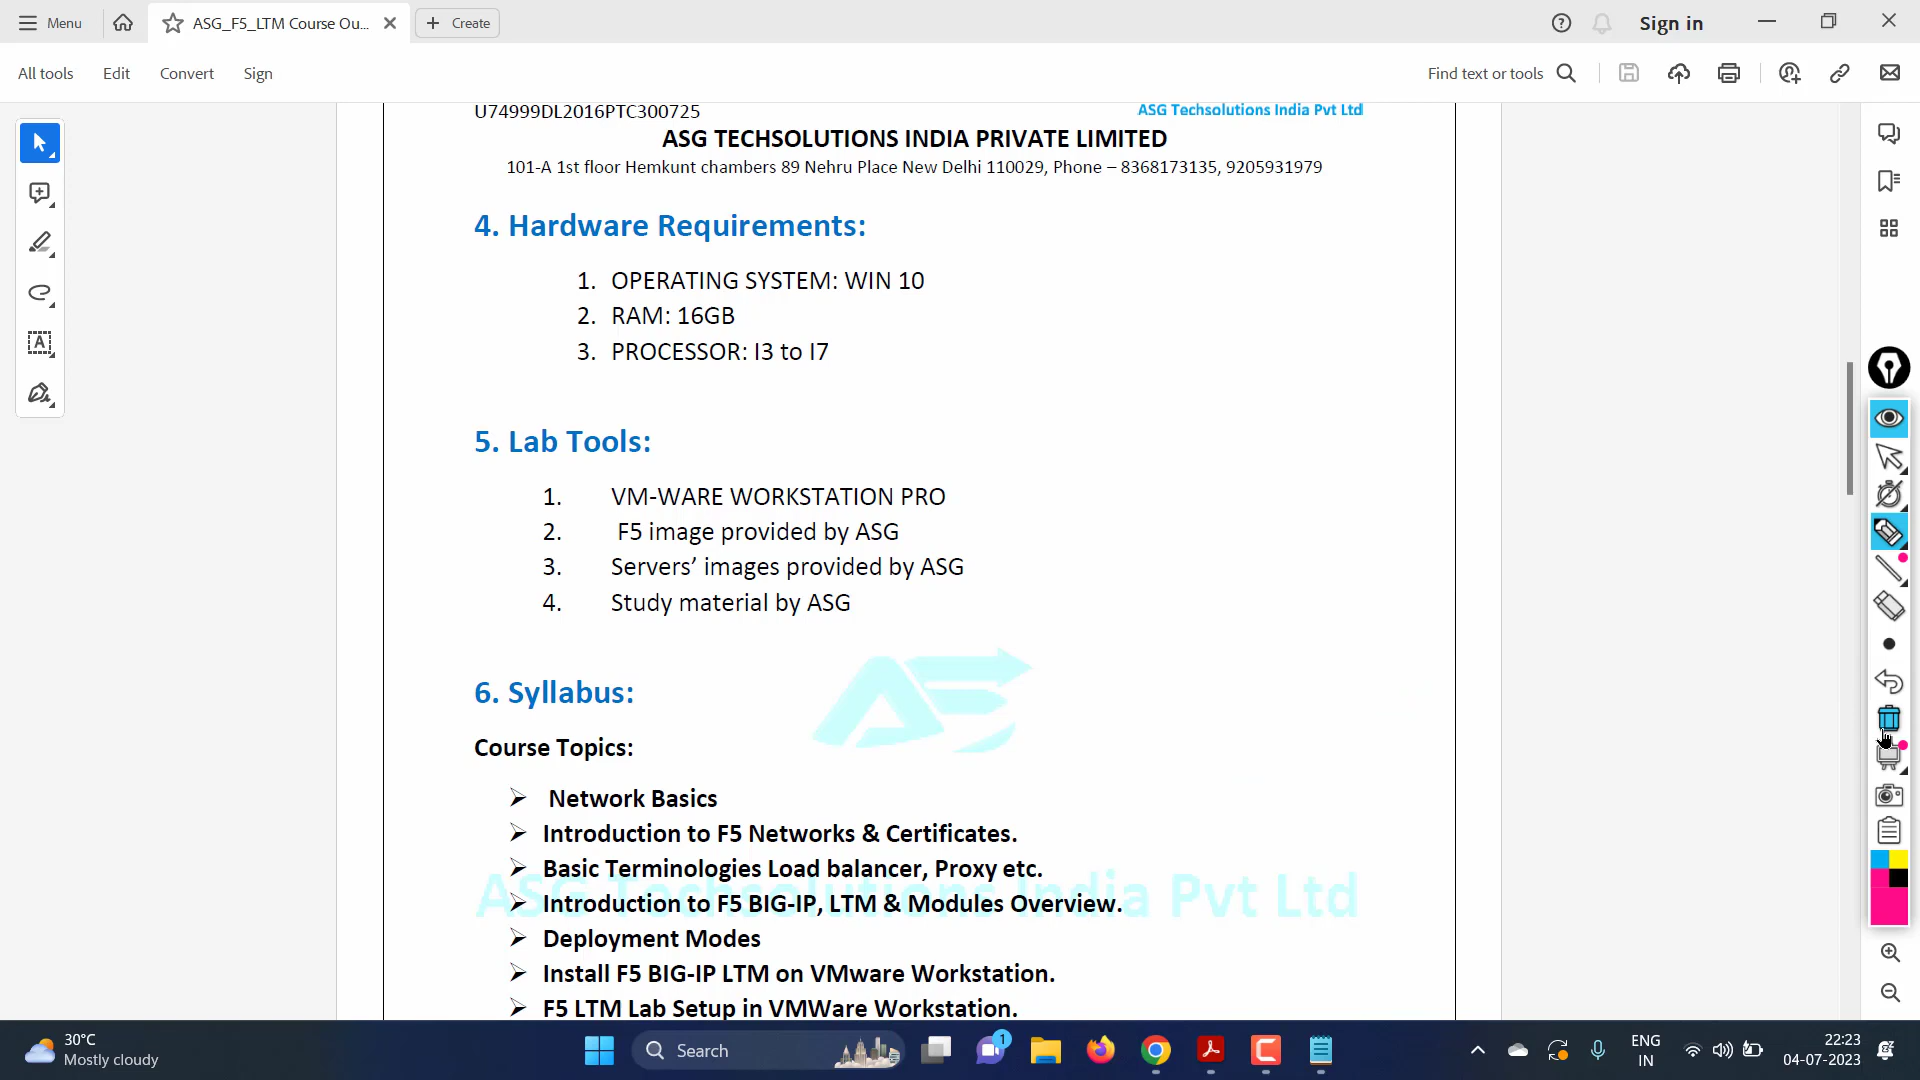 Menu
ASG_F5_LTM Course Ou...
Create
Sign in
All tools
Edit
Convert
Sign
Find text or tools
U74999DL2016PTC300725
ASG Techsolutions India Pvt Ltd
ASG TECHSOLUTIONS INDIA PRIVATE LIMITED
101-A 1st floor Hemkunt chambers 89 Nehru Place New Delhi 110029, Phone – 8368173135, 9205931979
4. Hardware Requirements:
1. OPERATING SYSTEM: WIN 10
2. RAM: 16GB
3. PROCESSOR: I3 to I7
5. Lab Tools:
1. VM-WARE WORKSTATION PRO
2. F5 image provided by ASG
3. Servers’ images provided by ASG
4. Study material by ASG
6. Syllabus:
Course Topics:
➢ Network Basics
➢ Introduction to F5 Networks & Certificates.
➢ Basic Terminologies Load balancer, Proxy etc.
ASG Techsolutions India Pvt Ltd
➢ Introduction to F5 BIG-IP, LTM & Modules Overview.
➢ Deployment Modes
➢ Install F5 BIG-IP LTM on VMware Workstation.
➢ F5 LTM Lab Setup in VMWare Workstation.
30°C
Mostly cloudy
Search
1
ENG
IN
22:23
04-07-2023